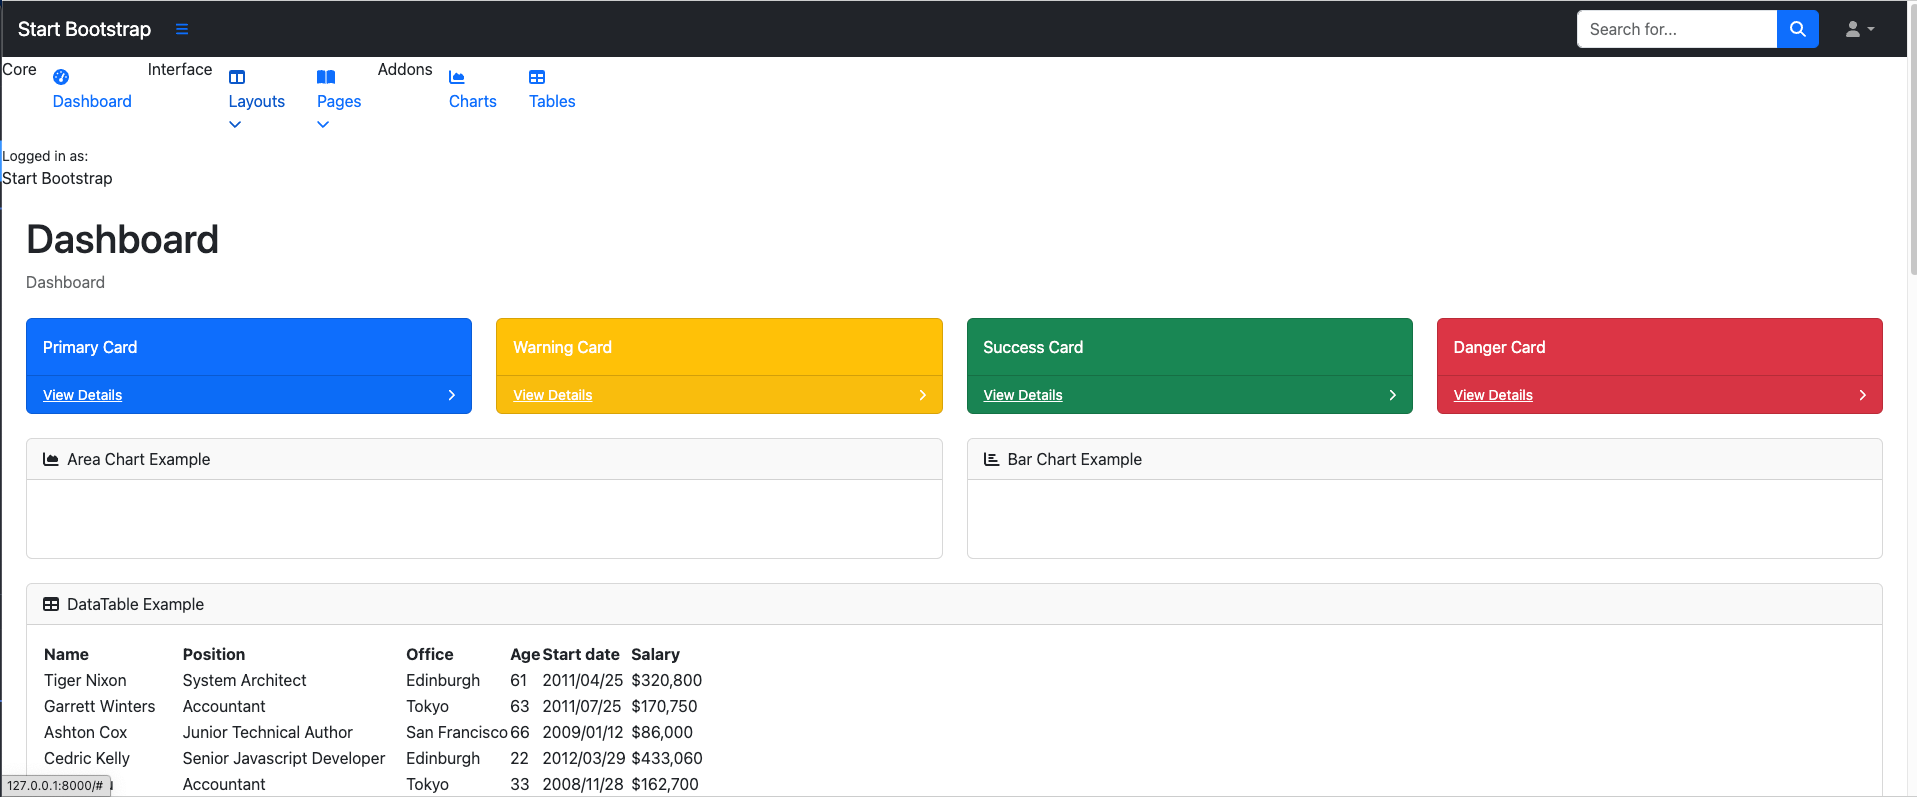 Start Bootstrap
Search for...
Core Interface Addons
Dashboard Layouts Pages Charts Tables
Logged in as:
Start Bootstrap
Dashboard
Dashboard
Primary Card Warning Card Success Card Danger Card
View Details View Details View Details View Details
Area Chart Example Bar Chart Example
DataTable Example
Name Position Office Age Start date Salary
Tiger Nixon System Architect Edinburgh 61 2011/04/25 $320,800
Garrett Winters Accountant Tokyo 63 2011/07/25 $170,750
Ashton Cox Junior Technical Author San Francisco 66 2009/01/12 $86,000
Cedric Kelly Senior Javascript Developer Edinburgh 22 2012/03/29 $433,060
Accountant Tokyo 33 2008/11/28 $162,700
127.0.0.1:8000/#